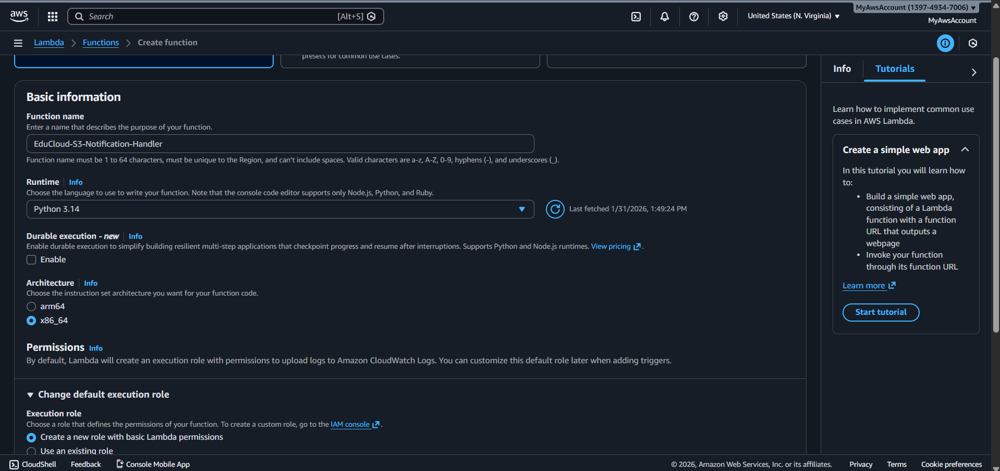 aws
Search [Alt+S]
United States (N. Virginia)
MyAwsAccount (1397-4934-7006)
MyAwsAccount
Lambda > Functions > Create function
presets for common use cases.
Basic information
Function name
Enter a name that describes the purpose of your function.
EduCloud-S3-Notification-Handler
Function name must be 1 to 64 characters, must be unique to the Region, and can't include spaces. Valid characters are a-z, A-Z, 0-9, hyphens (-), and underscores (_).
Runtime Info
Choose the language to use to write your function. Note that the console code editor supports only Node.js, Python, and Ruby.
Python 3.14
Last fetched 1/31/2026, 1:49:24 PM
Durable execution - new Info
Enable durable execution to simplify building resilient multi-step applications that checkpoint progress and resume after interruptions. Supports Python and Node.js runtimes. View pricing .
Enable
Architecture Info
Choose the instruction set architecture you want for your function code.
arm64
x86_64
Permissions Info
By default, Lambda will create an execution role with permissions to upload logs to Amazon CloudWatch Logs. You can customize this default role later when adding triggers.
Change default execution role
Execution role
Choose a role that defines the permissions of your function. To create a custom role, go to the IAM console .
Create a new role with basic Lambda permissions
Use an existing role
Info
Tutorials
Learn how to implement common use
cases in AWS Lambda.
Create a simple web app
In this tutorial you will learn how
to:
• Build a simple web app,
consisting of a Lambda
function with a function
URL that outputs a
webpage
• Invoke your function
through its function URL
Learn more
Start tutorial
CloudShell
Feedback
Console Mobile App
© 2026, Amazon Web Services, Inc. or its affiliates.
Privacy
Terms
Cookie preferences